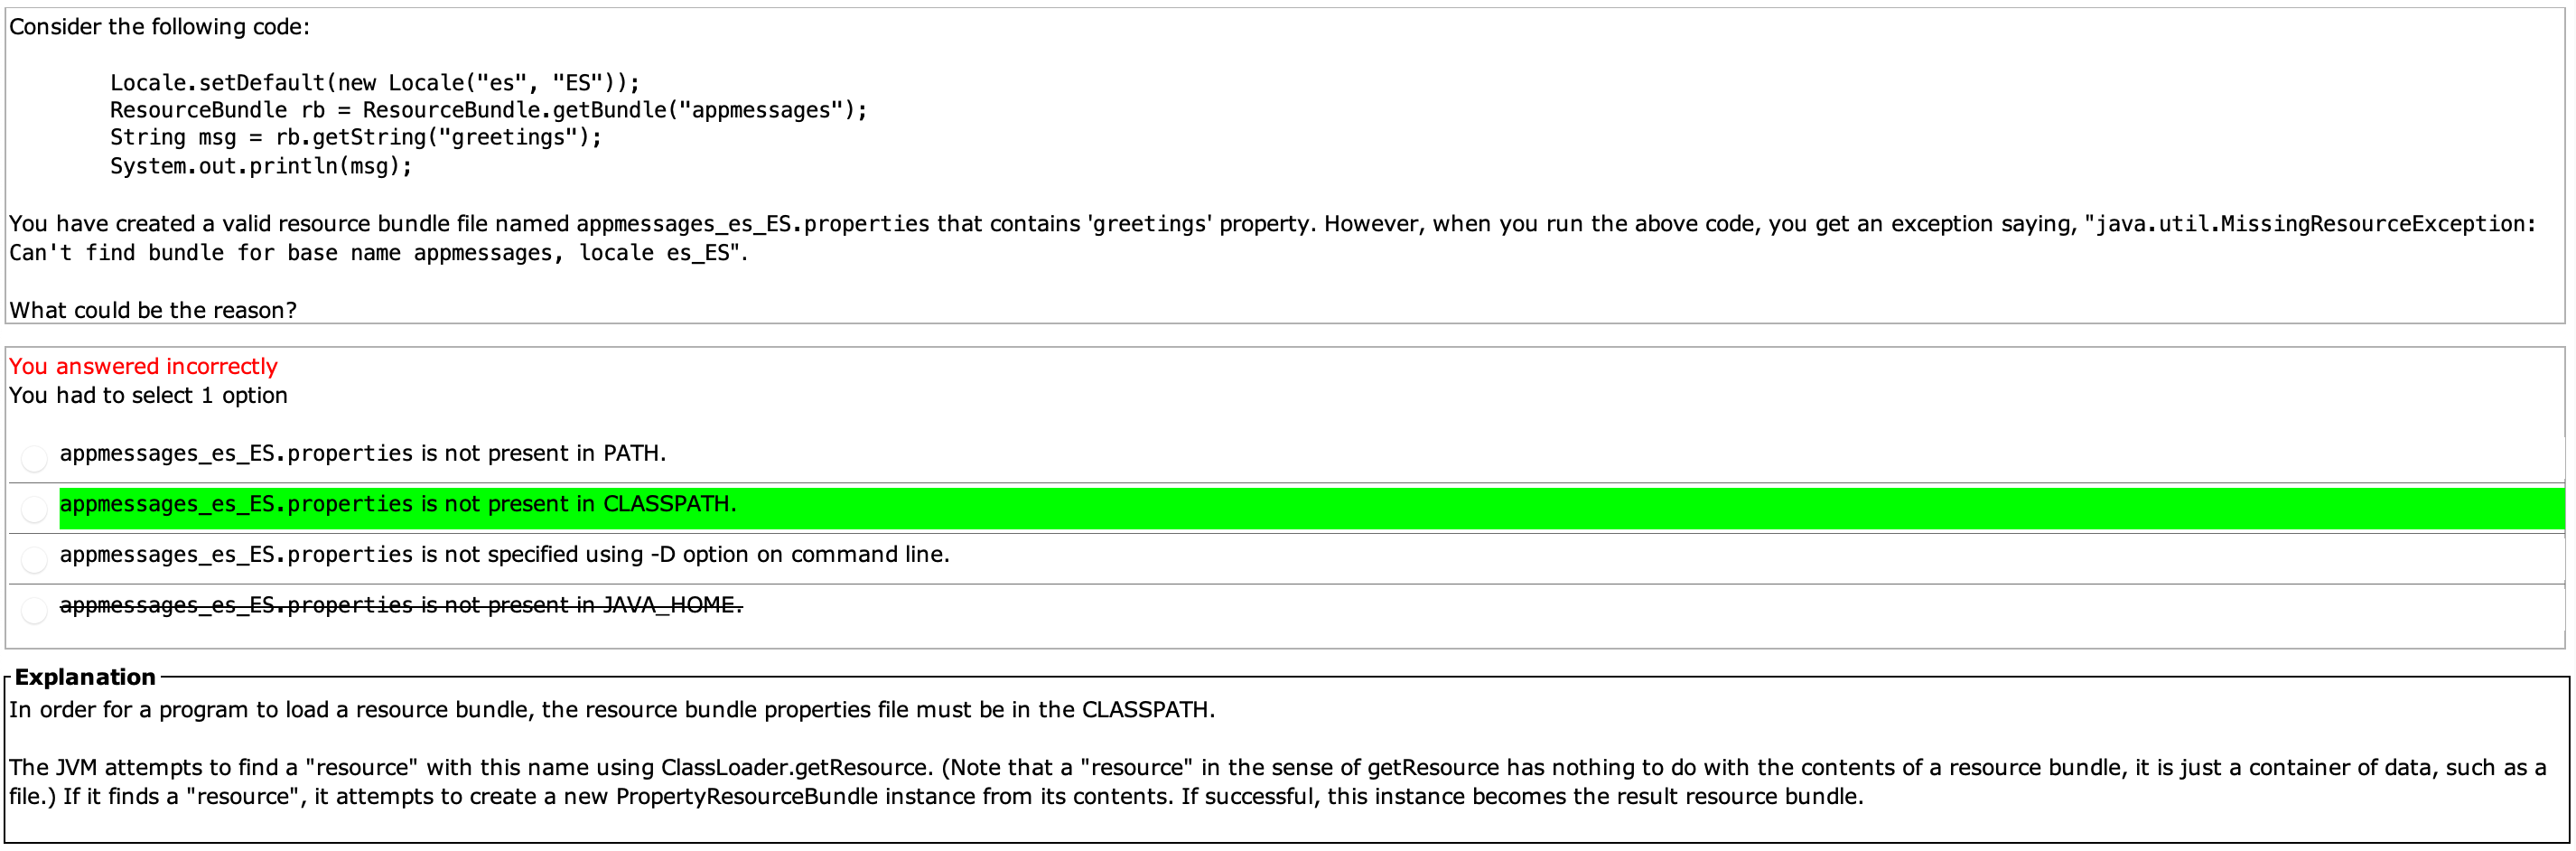 Consider the following code:
Locale.setDefault(new Locale("es", "ES"));
ResourceBundle rb = ResourceBundle.getBundle("appmessages");
String msg = rb.getString("greetings");
System.out.println(msg);
You have created a valid resource bundle file named appmessages_es_ES.properties that contains 'greetings' property. However, when you run the above code, you get an exception saying, "java.util.MissingResourceException:
Can't find bundle for base name appmessages, locale es_ES".
What could be the reason?
You answered incorrectly
You had to select 1 option
appmessages_es_ES.properties is not present in PATH.
appmessages_es_ES.properties is not present in CLASSPATH.
appmessages_es_ES.properties is not specified using -D option on command line.
appmessages_es_ES.properties is not present in JAVA_HOME.
Explanation
In order for a program to load a resource bundle, the resource bundle properties file must be in the CLASSPATH.
The JVM attempts to find a "resource" with this name using ClassLoader.getResource. (Note that a "resource" in the sense of getResource has nothing to do with the contents of a resource bundle, it is just a container of data, such as a
file.) If it finds a "resource", it attempts to create a new PropertyResourceBundle instance from its contents. If successful, this instance becomes the result resource bundle.